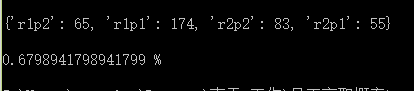 {'r1p2': 65, 'r1p1': 174, 'r2p2': 83, 'r2p1': 55}
0.6798941798941799 %